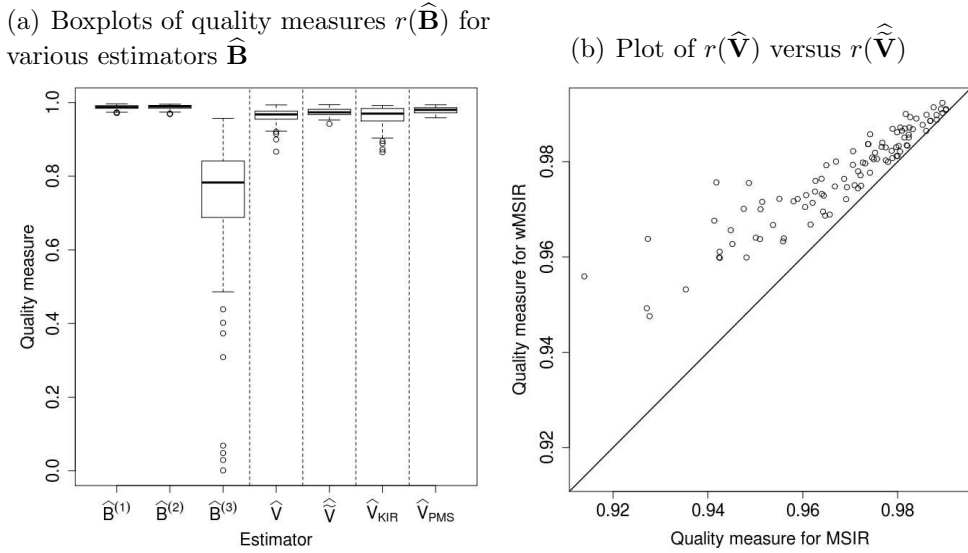 (a) Boxplots of quality measures r(B̂) for
various estimators B̂
Quality measure
1.0
0.8
0.6
0.4
0.2
0.0
B̂⁽¹⁾ B̂⁽²⁾ B̂⁽³⁾ V̂ Ṽ̂ V̂KIR V̂PMS
Estimator
(b) Plot of r(V̂) versus r(Ṽ̂)
Quality measure for wMSIR
0.98
0.96
0.94
0.92
0.92 0.94 0.96 0.98
Quality measure for MSIR